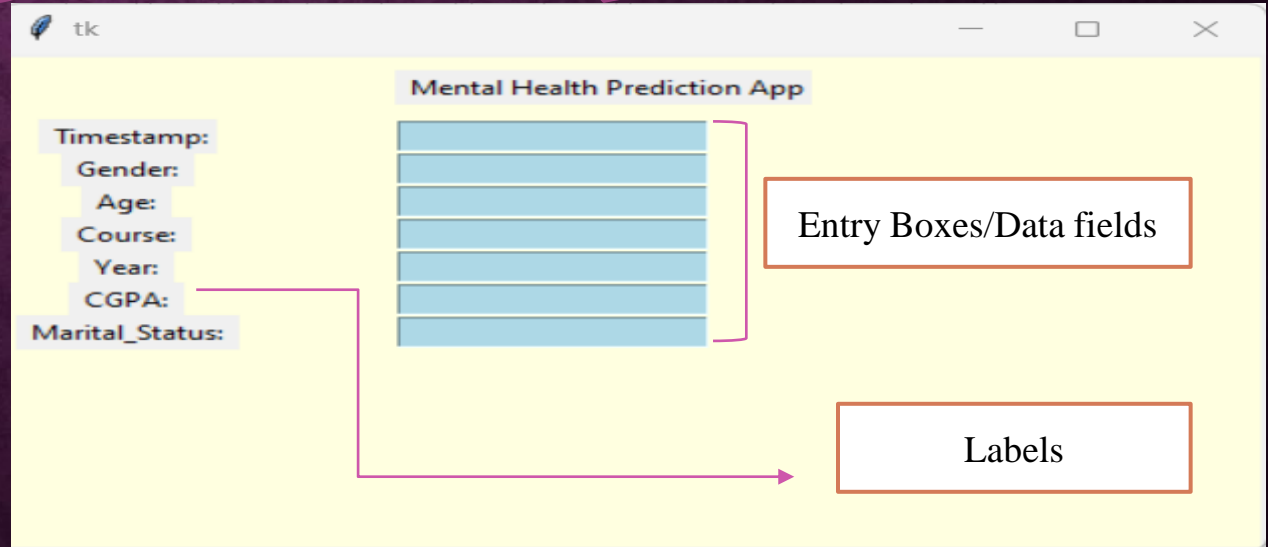 tk
Mental Health Prediction App
Timestamp:
Gender:
Age:
Course:
Year:
CGPA:
Marital_Status:
Entry Boxes/Data fields
Labels